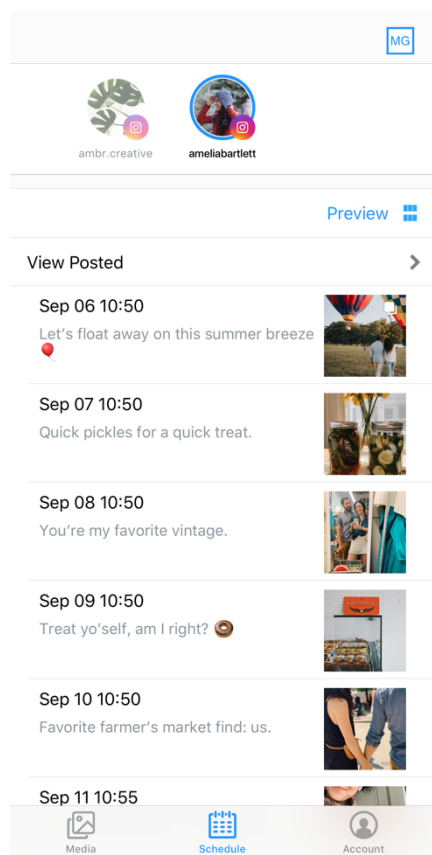 MG
ambr.creative
ameliabartlett
Preview
View Posted
Sep 06 10:50
Let's float away on this summer breeze
🎈
Sep 07 10:50
Quick pickles for a quick treat.
Sep 08 10:50
You're my favorite vintage.
Sep 09 10:50
Treat yo'self, am I right? 🍩
Sep 10 10:50
Favorite farmer's market find: us.
Sep 11 10:55
Media
Schedule
Account